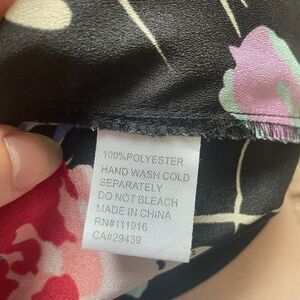 100%POLYESTER
HAND WASH COLD
SEPARATELY
DO NOT BLEACH
MADE IN CHINA
RN#111916
CA#29439